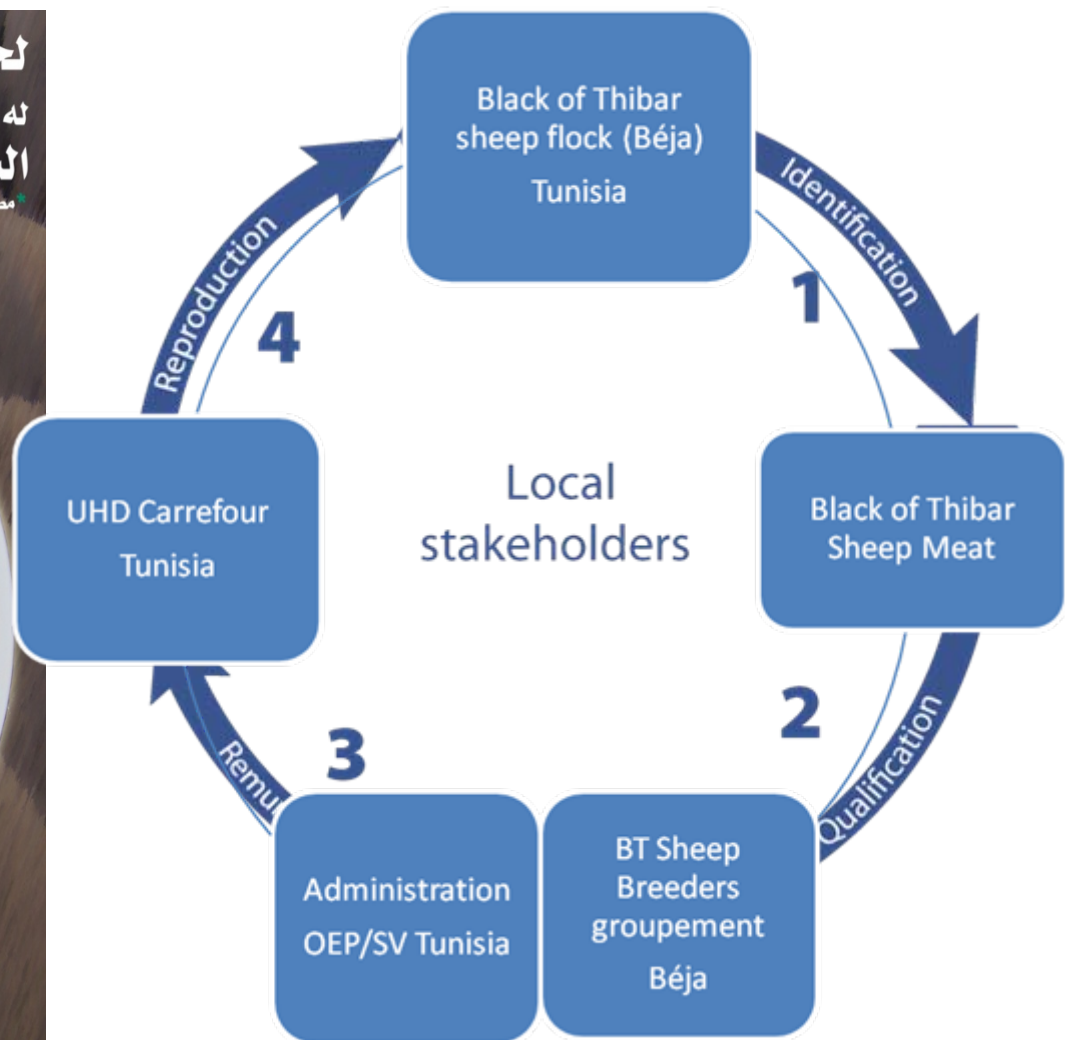 له
Black of Thibar
sheep flock (Béja)
Tunisia
Identification
1
Reproduction
4
UHD Carrefour
Tunisia
Local
stakeholders
Black of Thibar
Sheep Meat
2
Qualification
3
Administration
OEP/SV Tunisia
BT Sheep
Breeders
groupement
Béja